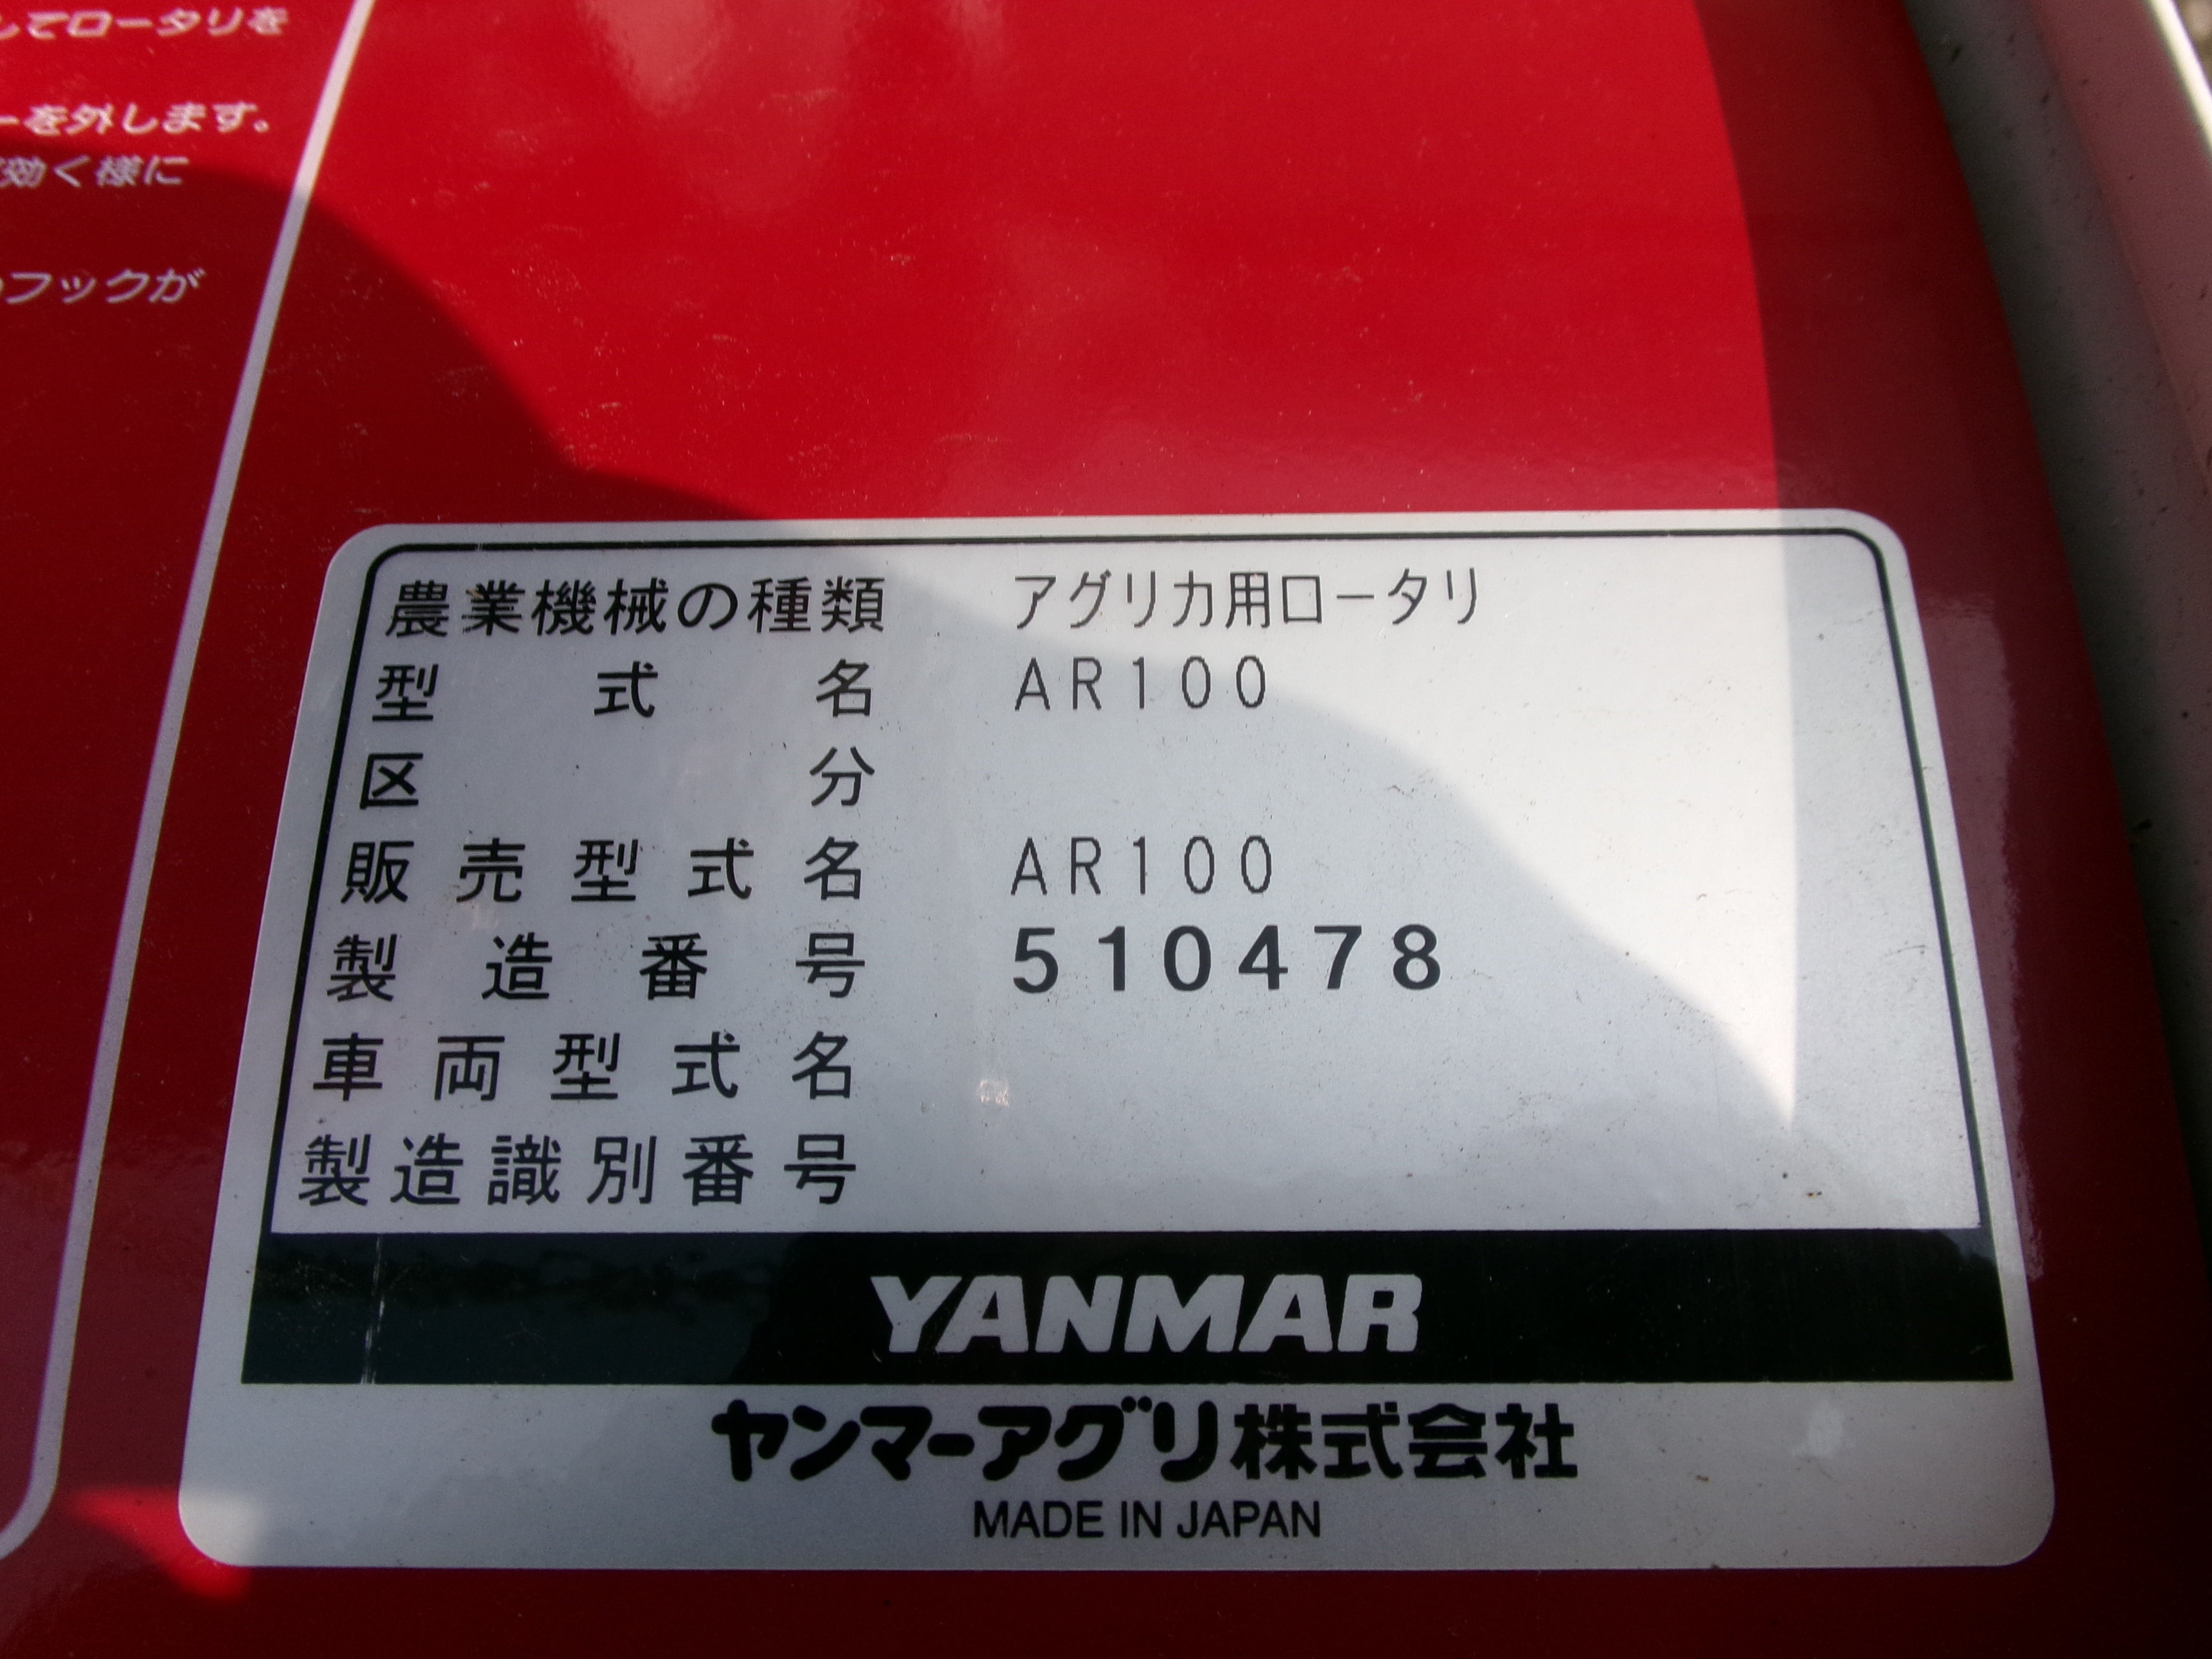 してロータリを
ーを外します。
効く様に
フックが
農業機械の種類 アグリカ用ロータリ
型式名 AR100
区分
販売型式名 AR100
製造番号 510478
車両型式名
製造識別番号
YANMAR
ヤンマーアグリ株式会社
MADE IN JAPAN